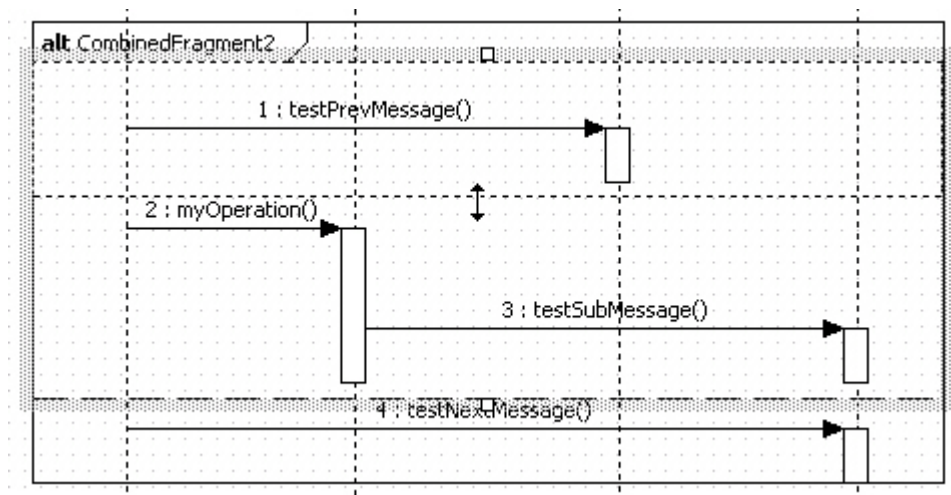 alt CombinedFragment2
1 : testPrevMessage()
2 : myOperation()
3 : testSubMessage()
4 : testNextMessage()